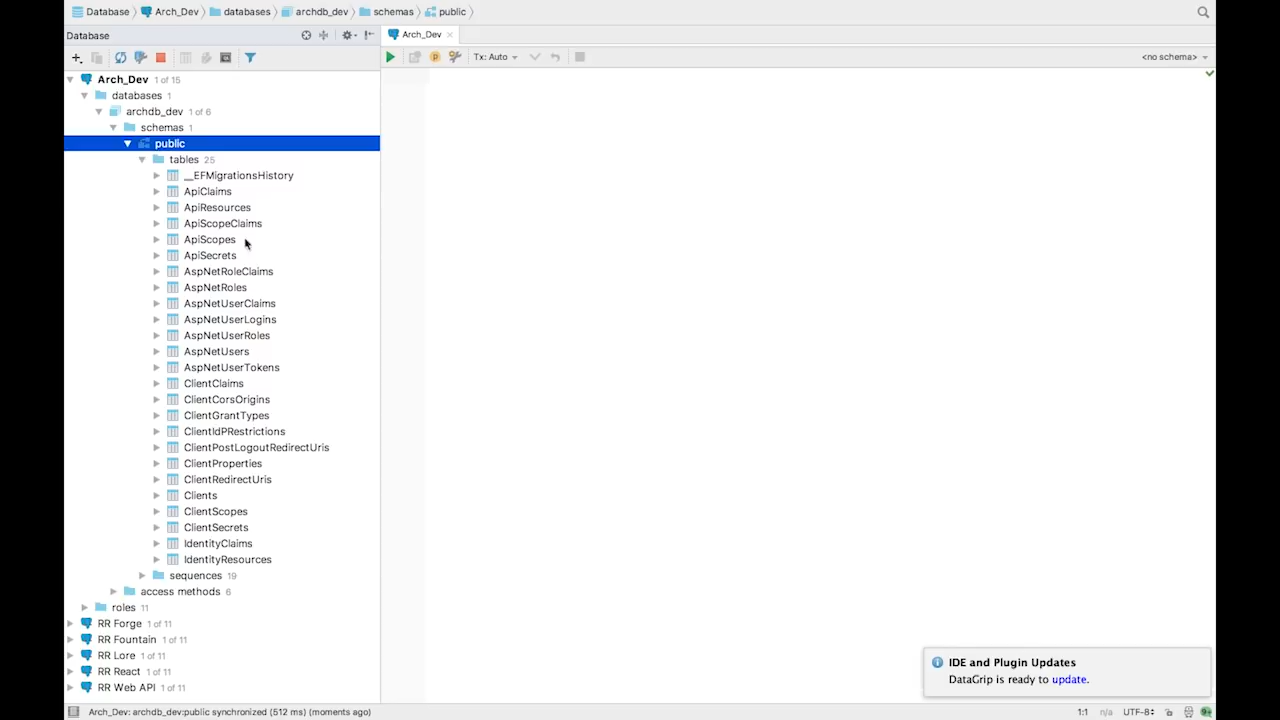 Database Arch_Dev databases archdb_dev schemas public
Database
Arch_Dev
Tx: Auto
<no schema>
Arch_Dev 1 of 15
databases 1
archdb_dev 1 of 6
schemas 1
public
tables 25
__EFMigrationsHistory
ApiClaims
ApiResources
ApiScopeClaims
ApiScopes
ApiSecrets
AspNetRoleClaims
AspNetRoles
AspNetUserClaims
AspNetUserLogins
AspNetUserRoles
AspNetUsers
AspNetUserTokens
ClientClaims
ClientCorsOrigins
ClientGrantTypes
ClientIdPRestrictions
ClientPostLogoutRedirectUris
ClientProperties
ClientRedirectUris
Clients
ClientScopes
ClientSecrets
IdentityClaims
IdentityResources
sequences 19
access methods 6
roles 11
RR Forge 1 of 11
RR Fountain 1 of 11
RR Lore 1 of 11
RR React 1 of 11
RR Web API 1 of 11
IDE and Plugin Updates
DataGrip is ready to update.
Arch_Dev: archdb_dev:public synchronized (512 ms) (moments ago)
1:1 n/a UTF-8